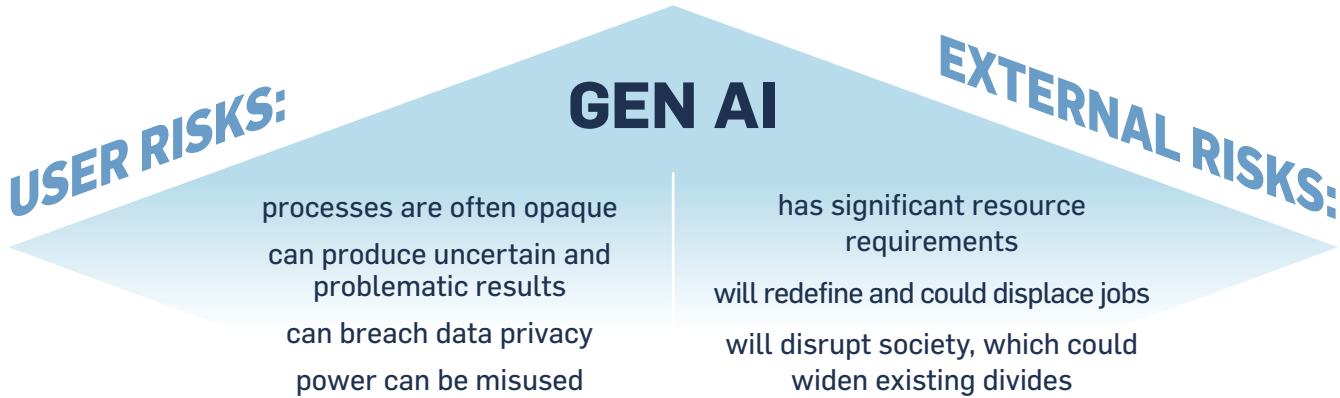 GEN AI
USER RISKS:
processes are often opaque
can produce uncertain and
problematic results
can breach data privacy
power can be misused
EXTERNAL RISKS:
has significant resource
requirements
will redefine and could displace jobs
will disrupt society, which could
widen existing divides